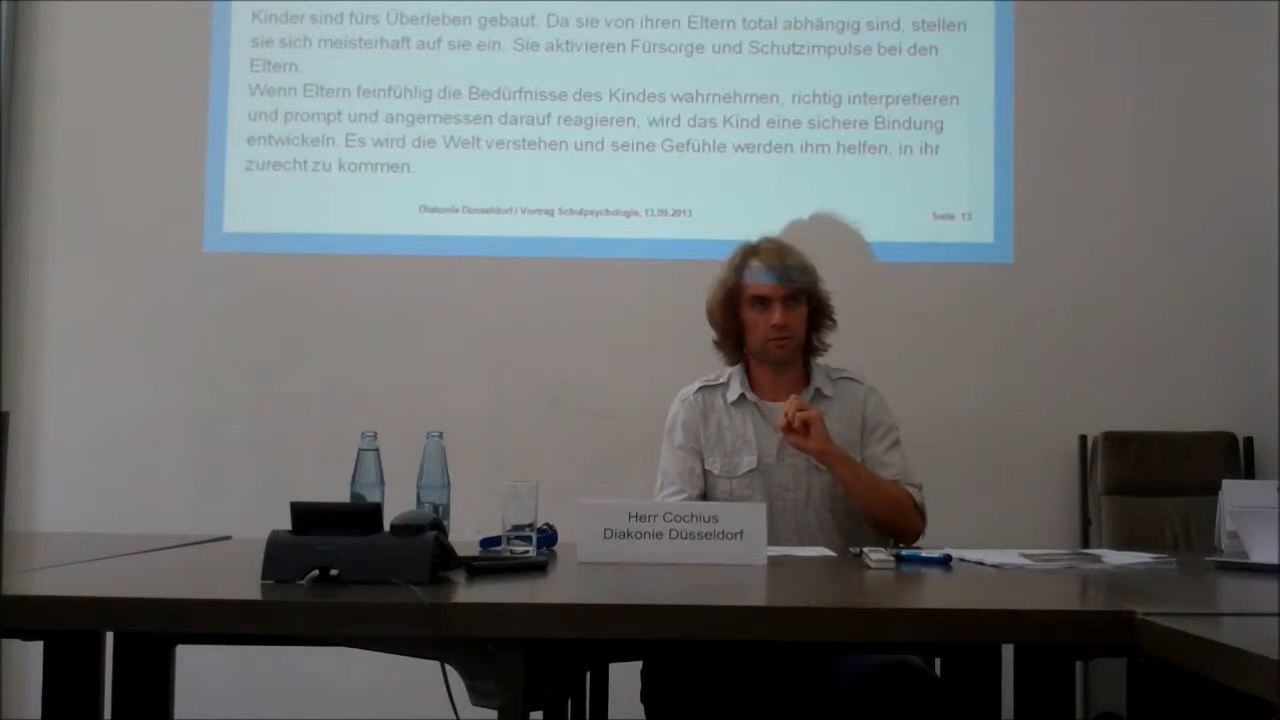 Kinder sind fürs Überleben gebaut. Da sie von ihren Eltern total abhängig sind, stellen
sie sich meisterhaft auf sie ein. Sie aktivieren Fürsorge und Schutzimpulse bei den
Eltern.
Wenn Eltern feinfühlig die Bedürfnisse des Kindes wahrnehmen, richtig interpretieren
und prompt und angemessen darauf reagieren, wird das Kind eine sichere Bindung
entwickeln. Es wird die Welt verstehen und seine Gefühle werden ihm helfen, in ihr
zurecht zu kommen.
Diakonie Düsseldorf / Vortrag Schulpsychologie, 13.09.2013
Seite 13
Herr Cochius
Diakonie Düsseldorf